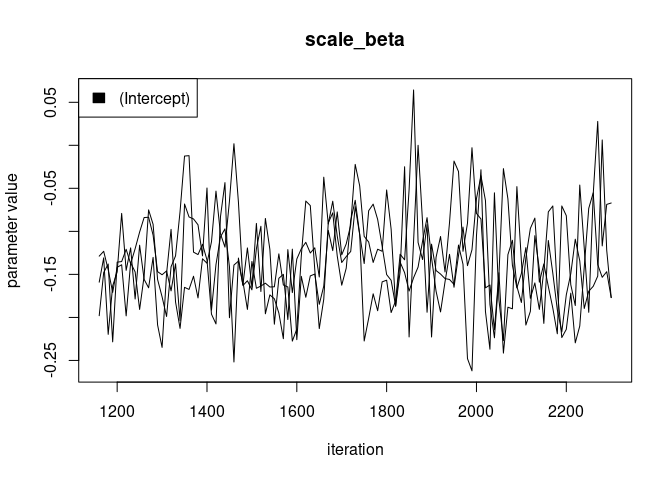 scale_beta
(Intercept)
parameter value
0.05
-0.05
-0.15
-0.25
1200 1400 1600 1800 2000 2200
iteration